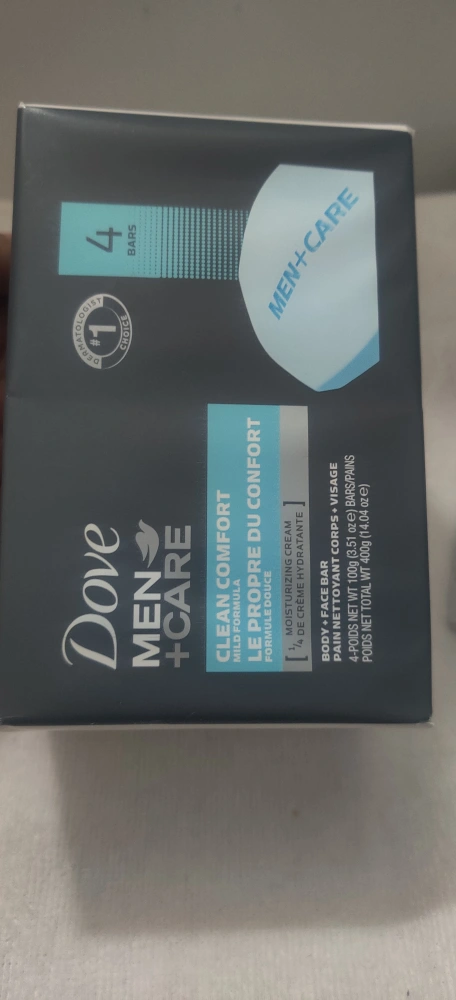 Dove
MEN
+CARE
CLEAN COMFORT
MILD FORMULA
LE PROPRE DU CONFORT
FORMULE DOUCE
[ 1/4 MOISTURIZING CREAM
DE CRÈME HYDRATANTE ]
BODY + FACE BAR
PAIN NETTOYANT CORPS + VISAGE
4-POIDS NET WT 100g (3.51 oz e) BARS/PAINS
POIDS NET TOTAL WT 400g (14.04 oz e)
DERMATOLOGIST
#1
CHOICE
4
BARS
MEN+CARE